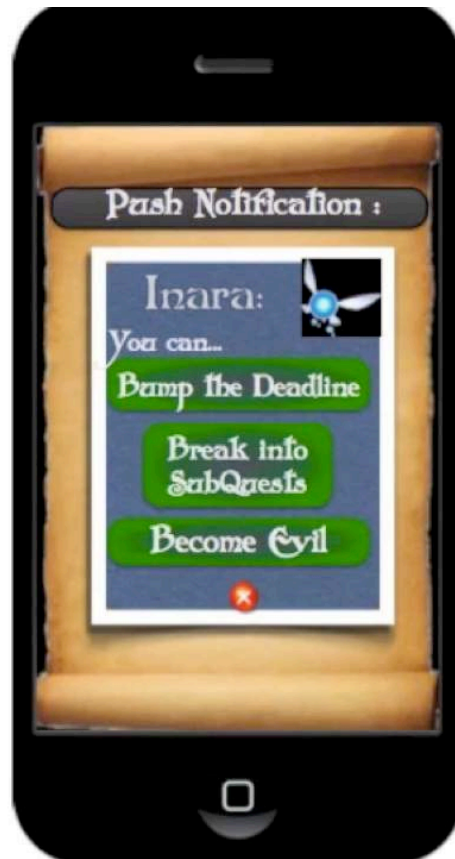 Push Notification :
Inara:
You can...
Bump the Deadline
Break into
SubQuests
Become Evil